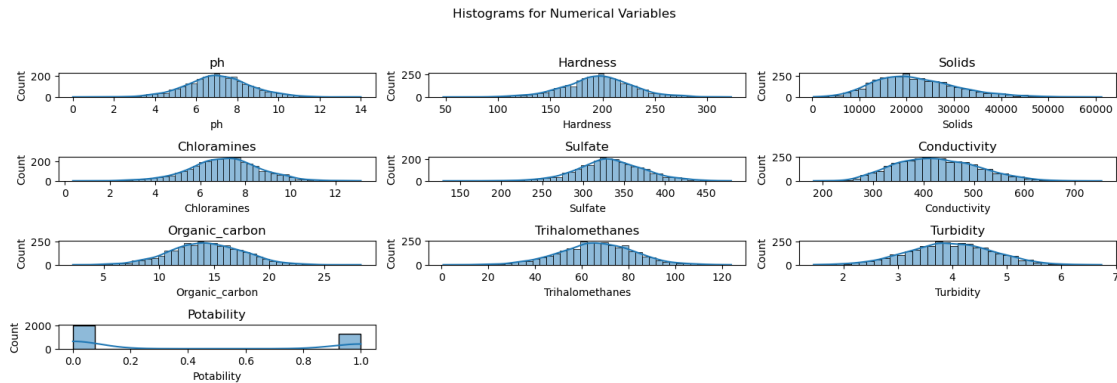 Histograms for Numerical Variables
ph
Hardness
Solids
Count
200
0
Count
250
0
Count
250
0
0 2 4 6 8 10 12 14
50 100 150 200 250 300
0 10000 20000 30000 40000 50000 60000
ph
Hardness
Solids
Chloramines
Sulfate
Conductivity
Count
200
0
Count
200
0
Count
250
0
0 2 4 6 8 10 12
150 200 250 300 350 400 450
200 300 400 500 600 700
Chloramines
Sulfate
Conductivity
Organic_carbon
Trihalomethanes
Turbidity
Count
250
0
Count
250
0
Count
250
0
5 10 15 20 25
0 20 40 60 80 100 120
2 3 4 5 6 7
Organic_carbon
Trihalomethanes
Turbidity
Potability
Count
2000
0
0.0 0.2 0.4 0.6 0.8 1.0
Potability